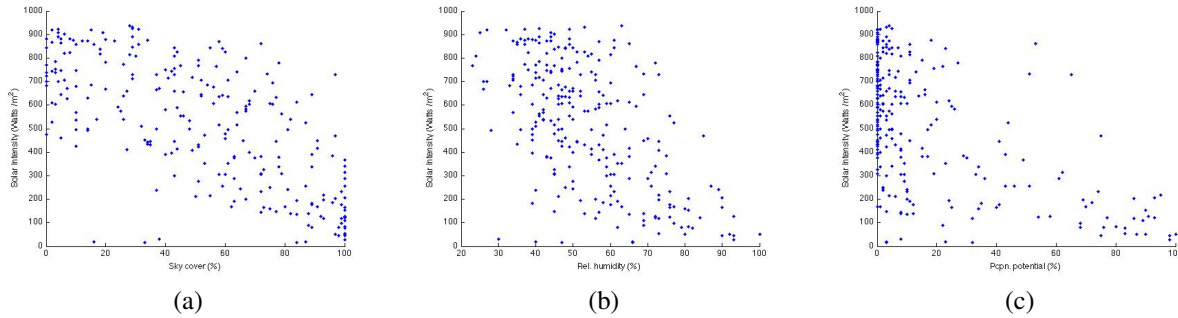 1000
900
800
700
600
500
400
300
200
100
0
Solar Intensity (Watts /m²)
0 20 40 60 80 100
Sky cover (%)
(a)
1000
900
800
700
600
500
400
300
200
100
0
Solar Intensity (Watts /m²)
20 30 40 50 60 70 80 90 100
Rel. humidity (%)
(b)
1000
900
800
700
600
500
400
300
200
100
0
Solar Intensity (Watts /m²)
0 20 40 60 80 100
Pcpn. potential (%)
(c)